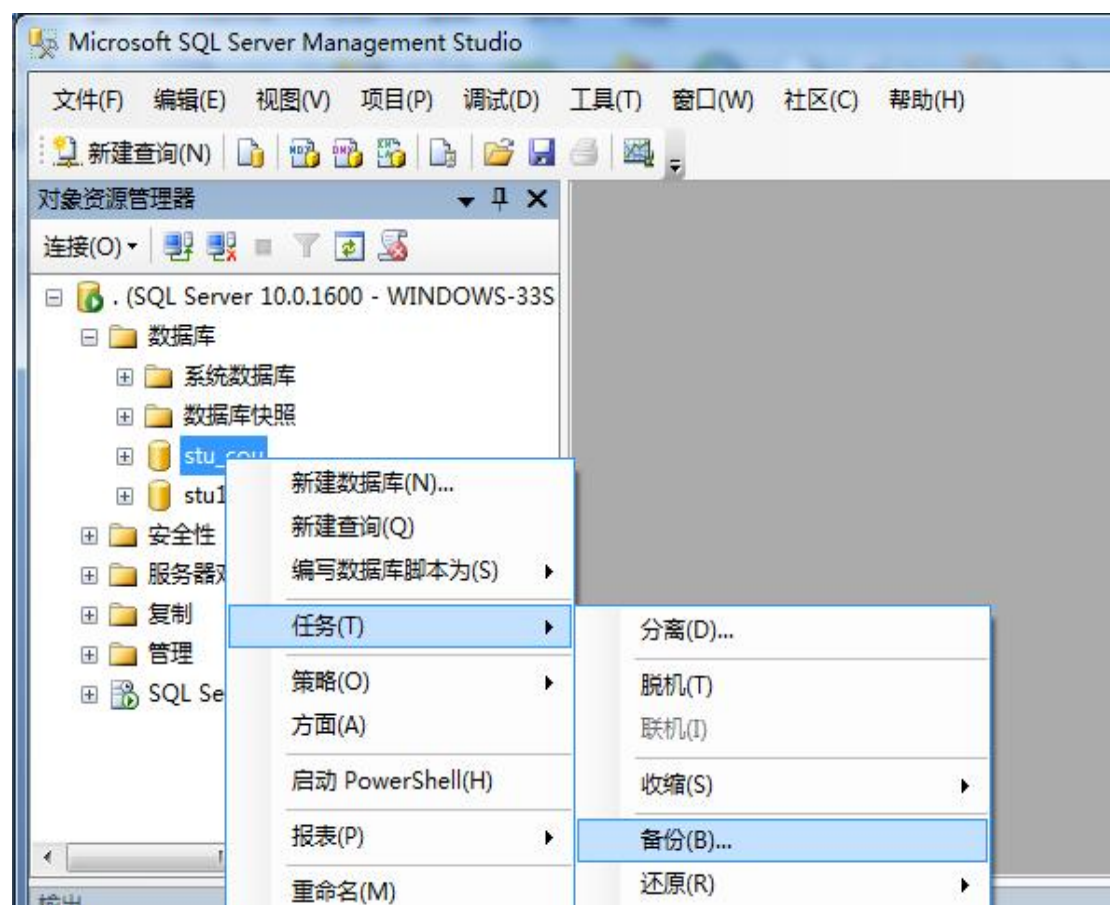 Microsoft SQL Server Management Studio
文件(F) 编辑(E) 视图(V) 项目(P) 调试(D) 工具(T) 窗口(W) 社区(C) 帮助(H)
新建查询(N)
对象资源管理器
连接(O)
. (SQL Server 10.0.1600 - WINDOWS-33S
数据库
系统数据库
数据库快照
stu_cou
stu1
安全性
服务器对
复制
管理
SQL Se
新建数据库(N)...
新建查询(Q)
编写数据库脚本为(S)
任务(T)
策略(O)
方面(A)
启动 PowerShell(H)
报表(P)
重命名(M)
分离(D)...
脱机(T)
联机(I)
收缩(S)
备份(B)...
还原(R)
输出